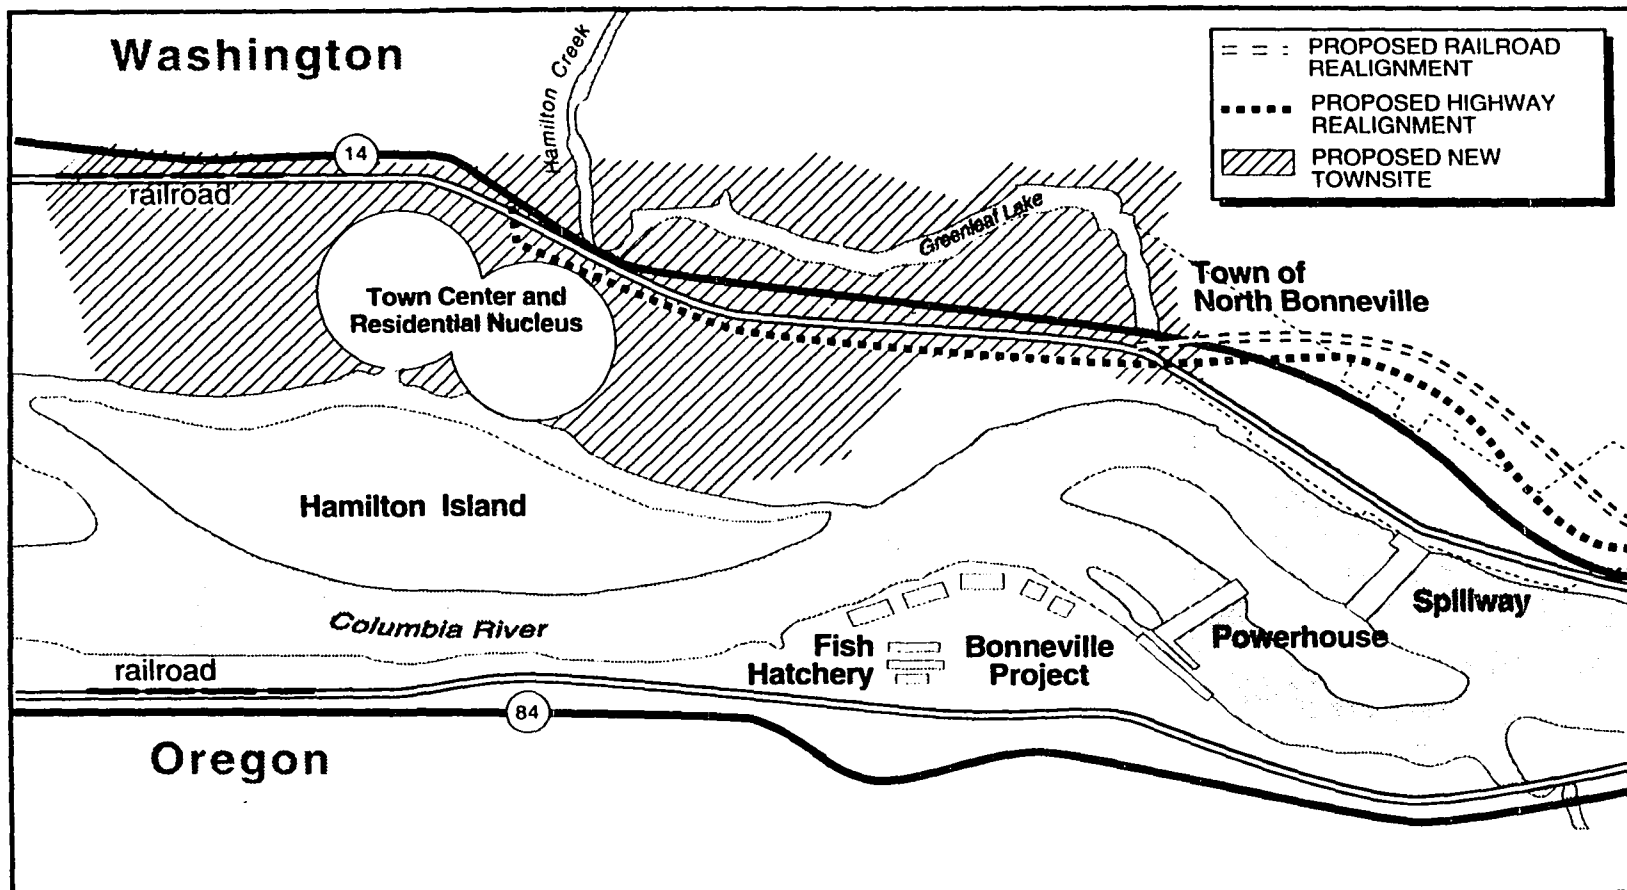 Washington
Hamilton Creek
PROPOSED RAILROAD
REALIGNMENT
PROPOSED HIGHWAY
REALIGNMENT
PROPOSED NEW
TOWNSITE
14
railroad
Greenleaf Lake
Town of
North Bonneville
Town Center and
Residential Nucleus
Hamilton Island
Columbia River
Spillway
Powerhouse
Fish
Hatchery
Bonneville
Project
railroad
84
Oregon